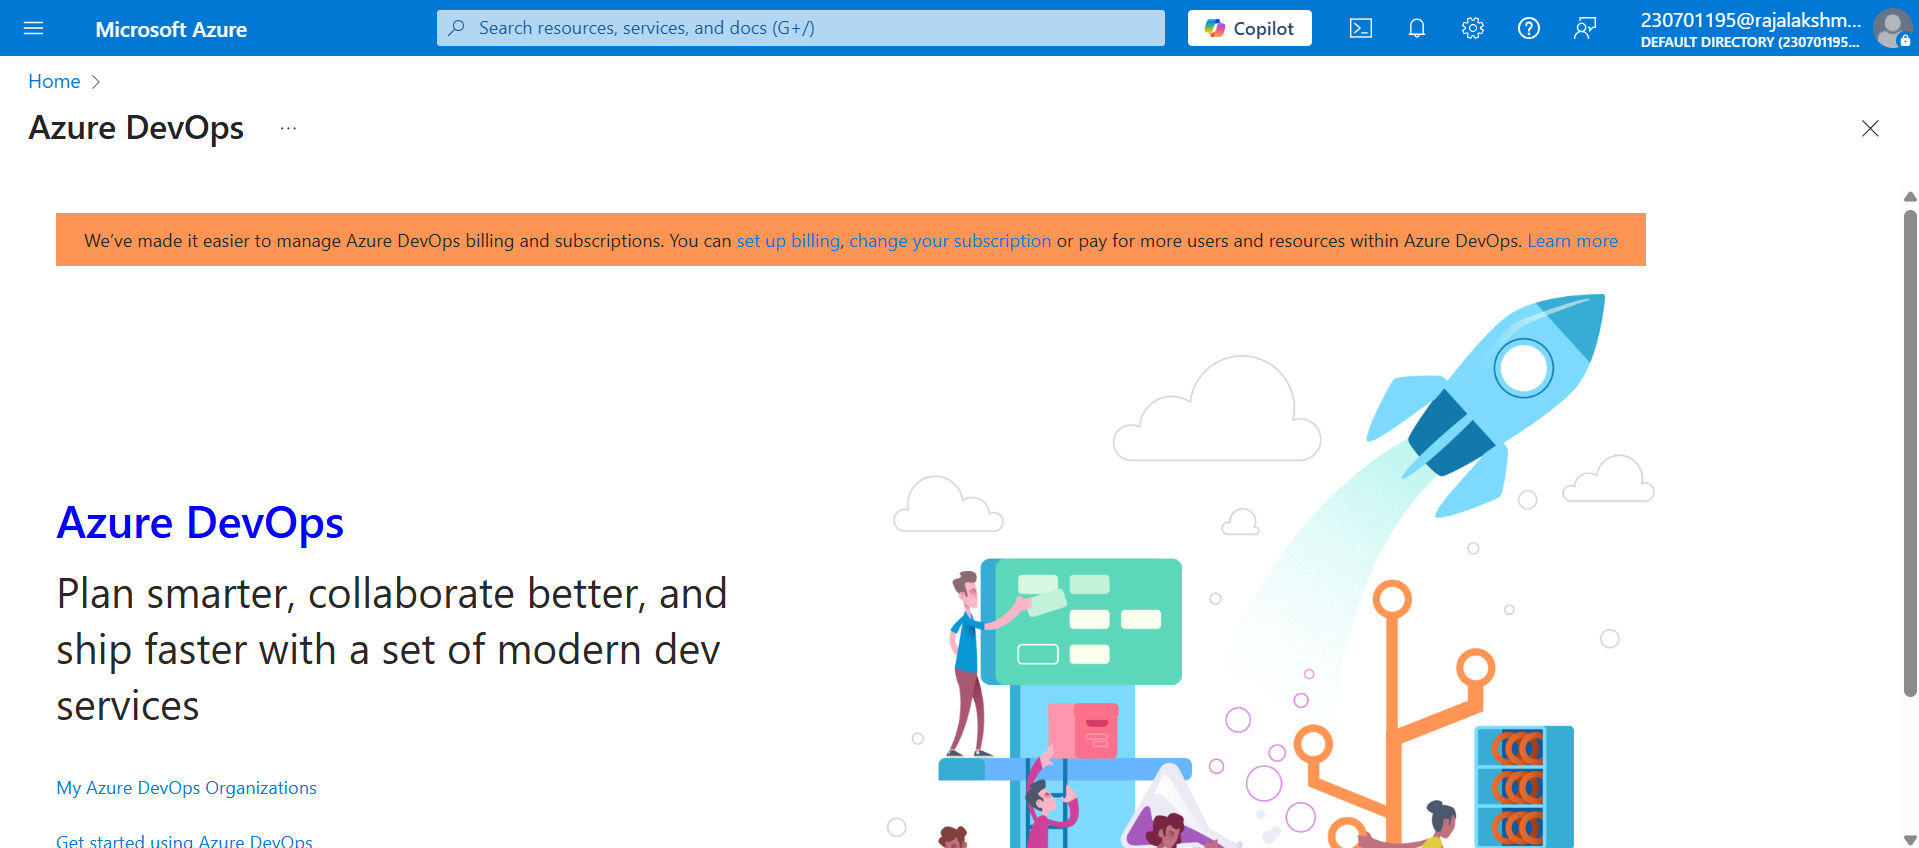 Microsoft Azure
Search resources, services, and docs (G+/)
Copilot
230701195@rajalakshm...
DEFAULT DIRECTORY (230701195...
Home
Azure DevOps
We've made it easier to manage Azure DevOps billing and subscriptions. You can set up billing, change your subscription or pay for more users and resources within Azure DevOps. Learn more
Azure DevOps
Plan smarter, collaborate better, and
ship faster with a set of modern dev
services
My Azure DevOps Organizations
Get started using Azure DevOps